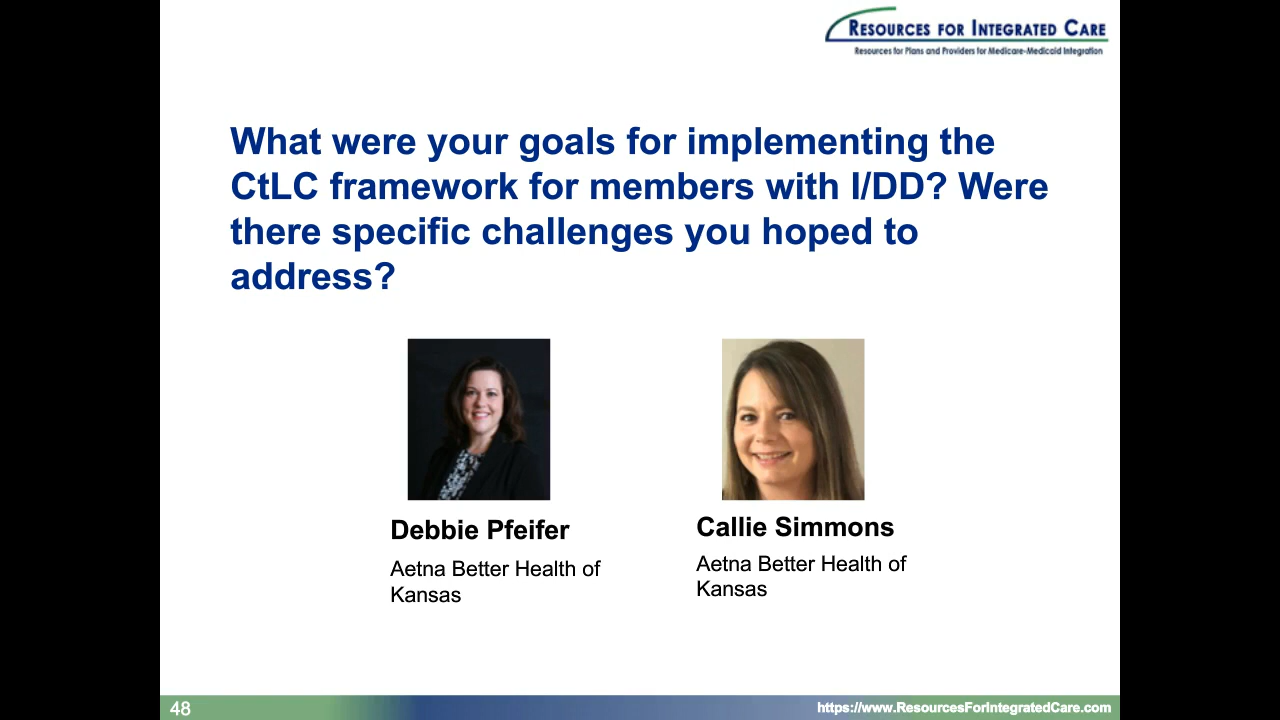 RESOURCES FOR INTEGRATED CARE
Resources for Plans and Providers for Medicare-Medicaid Integration
What were your goals for implementing the
CtLC framework for members with I/DD? Were
there specific challenges you hoped to
address?
Debbie Pfeifer
Aetna Better Health of
Kansas
Callie Simmons
Aetna Better Health of
Kansas
48
https://www.ResourcesForIntegratedCare.com